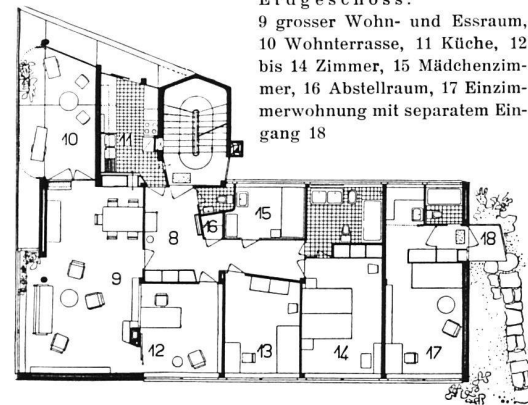 Erdgeschoss:
9 grosser Wohn- und Essraum,
10 Wohnterrasse, 11 Küche, 12
bis 14 Zimmer, 15 Mädchenzim-
mer, 16 Abstellraum, 17 Einzim-
merwohnung mit separatem Ein-
gang 18
10
11
16
15
8
18
9
12
13
14
17